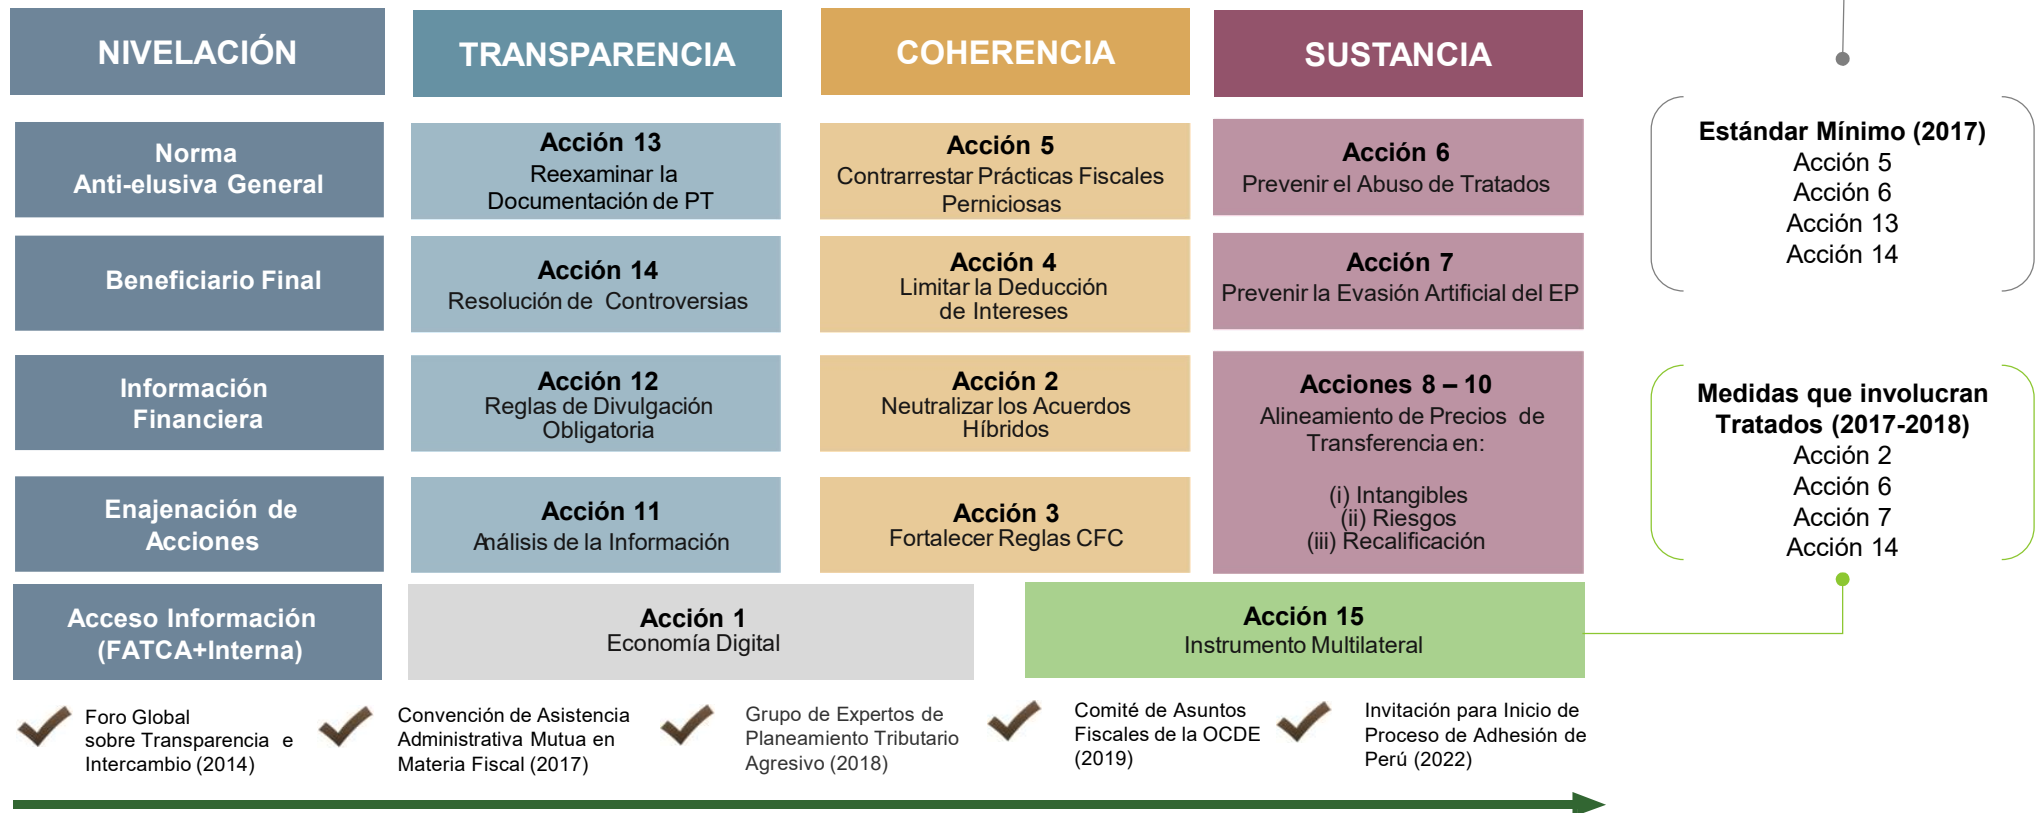 NIVELACIÓN
TRANSPARENCIA
COHERENCIA
SUSTANCIA
Norma
Anti-elusiva General
Acción 13
Reexaminar la
Documentación de PT
Acción 5
Contrarrestar Prácticas Fiscales
Perniciosas
Acción 6
Prevenir el Abuso de Tratados
Beneficiario Final
Acción 14
Resolución de Controversias
Acción 4
Limitar la Deducción
de Intereses
Acción 7
Prevenir la Evasión Artificial del EP
Información
Financiera
Acción 12
Reglas de Divulgación
Obligatoria
Acción 2
Neutralizar los Acuerdos
Híbridos
Acciones 8 – 10
Alineamiento de Precios de
Transferencia en:
(i) Intangibles
(ii) Riesgos
(iii) Recalificación
Enajenación de
Acciones
Acción 11
Análisis de la Información
Acción 3
Fortalecer Reglas CFC
Acceso Información
(FATCA+Interna)
Acción 1
Economía Digital
Acción 15
Instrumento Multilateral
Estándar Mínimo (2017)
Acción 5
Acción 6
Acción 13
Acción 14
Medidas que involucran
Tratados (2017-2018)
Acción 2
Acción 6
Acción 7
Acción 14
Foro Global
sobre Transparencia e
Intercambio (2014)
Convención de Asistencia
Administrativa Mutua en
Materia Fiscal (2017)
Grupo de Expertos de
Planeamiento Tributario
Agresivo (2018)
Comité de Asuntos
Fiscales de la OCDE
(2019)
Invitación para Inicio de
Proceso de Adhesión de
Perú (2022)